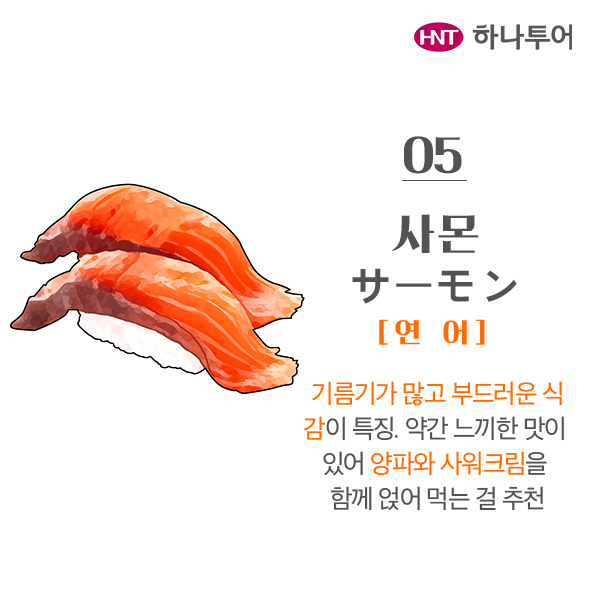 HNT 하나투어
05
사몬
サーモン
[연 어]
기름기가 많고 부드러운 식
감이 특징. 약간 느끼한 맛이
있어 양파와 사워크림을
함께 얹어 먹는 걸 추천